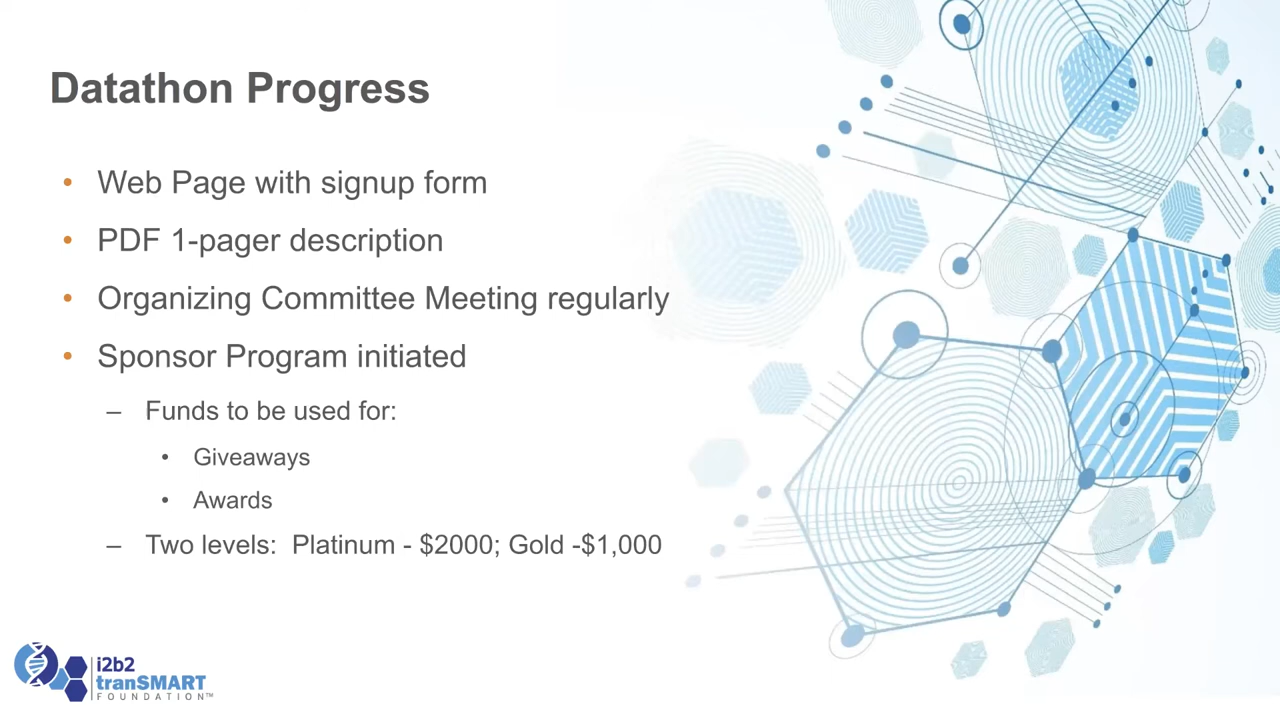 Datathon Progress
• Web Page with signup form
• PDF 1-pager description
• Organizing Committee Meeting regularly
• Sponsor Program initiated
– Funds to be used for:
• Giveaways
• Awards
– Two levels:  Platinum - $2000; Gold -$1,000
i2b2
tranSMART
FOUNDATION™